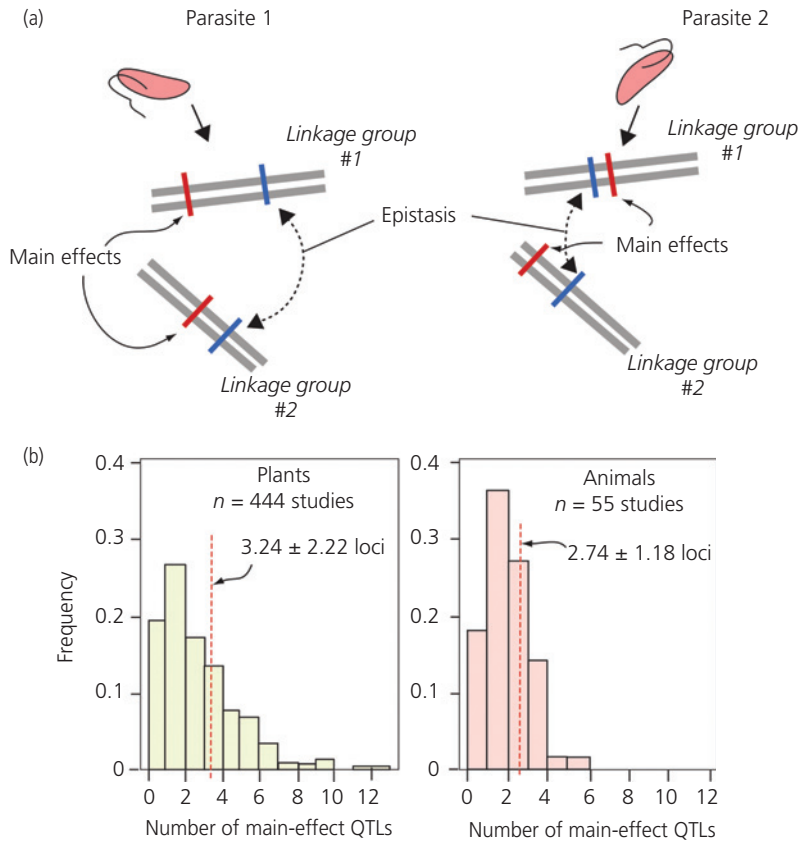 (a)
Parasite 1
Parasite 2
Linkage group
#1
Linkage group
#1
Epistasis
Main effects
Main effects
Linkage group
#2
Linkage group
#2
(b)
0.4
0.3
0.2
0.1
0
Frequency
Plants
n = 444 studies
3.24 ± 2.22 loci
0 2 4 6 8 10 12
Number of main-effect QTLs
0.4
0.3
0.2
0.1
0
Animals
n = 55 studies
2.74 ± 1.18 loci
0 2 4 6 8 10 12
Number of main-effect QTLs